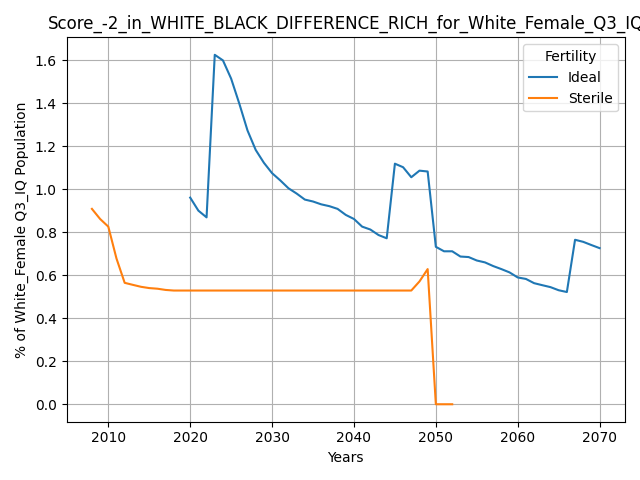 Score_-2_in_WHITE_BLACK_DIFFERENCE_RICH_for_White_Female_Q3_IQ
Fertility
Ideal
Sterile
% of White_Female Q3_IQ Population
1.6
1.4
1.2
1.0
0.8
0.6
0.4
0.2
0.0
2010 2020 2030 2040 2050 2060 2070
Years